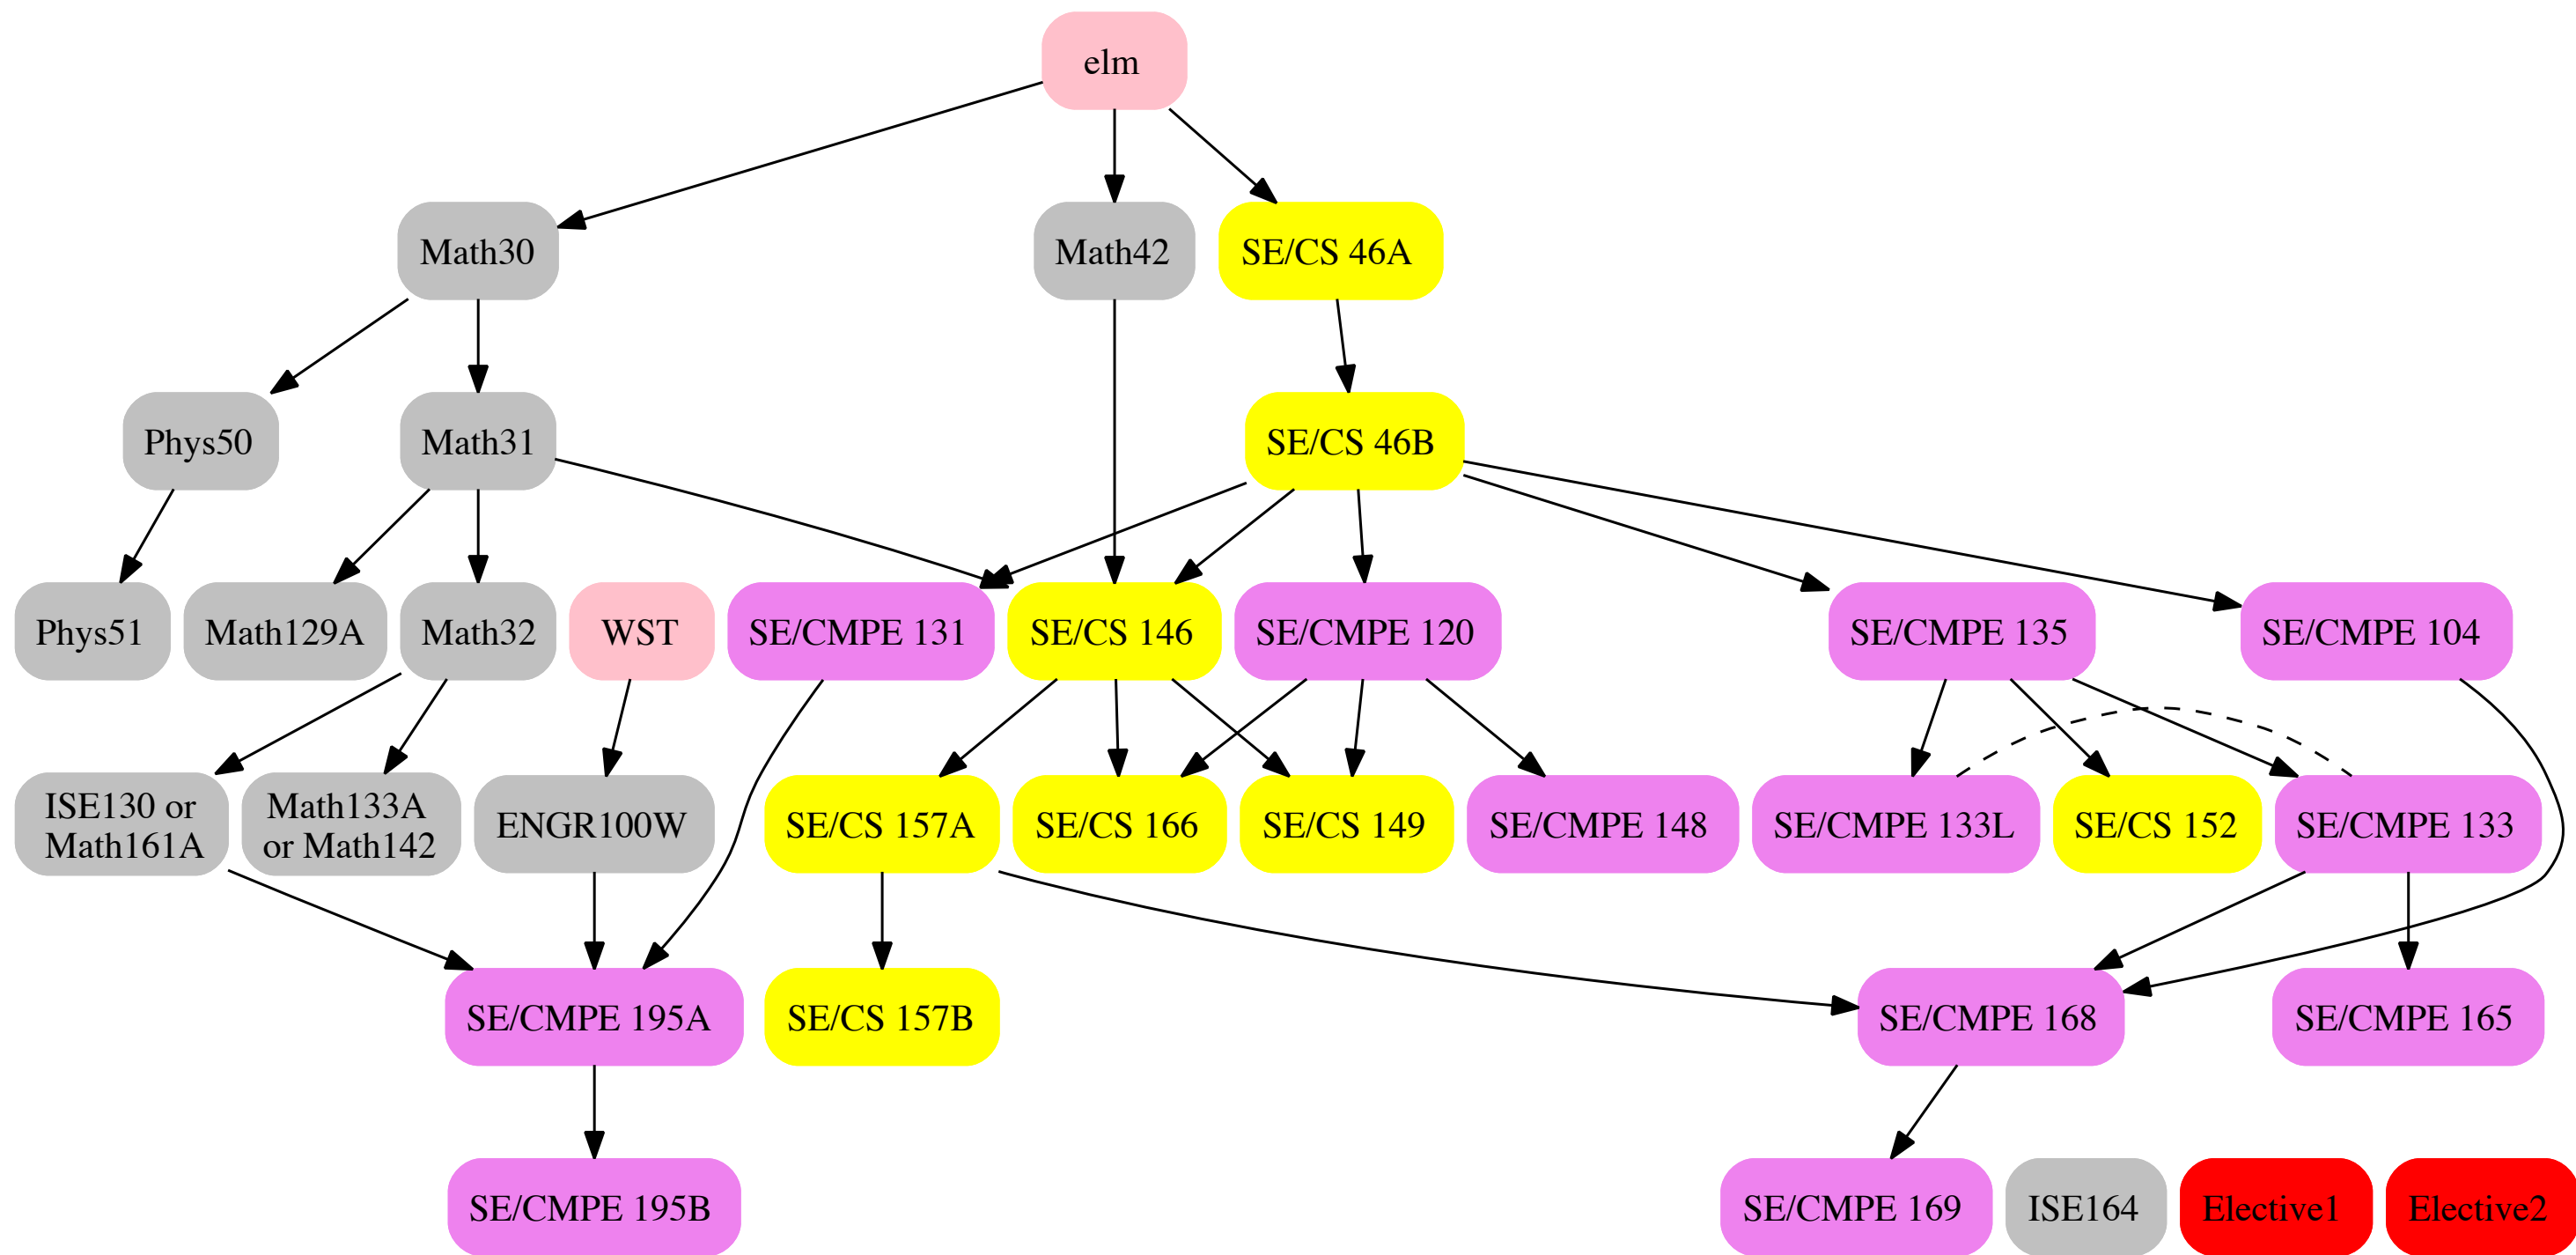 elm
Math30
Math42
SE/CS 46A
Phys50
Math31
SE/CS 46B
Phys51
Math129A
Math32
WST
SE/CMPE 131
SE/CS 146
SE/CMPE 120
SE/CMPE 135
SE/CMPE 104
ISE130 or
Math161A
Math133A
or Math142
ENGR100W
SE/CS 157A
SE/CS 166
SE/CS 149
SE/CMPE 148
SE/CMPE 133L
SE/CS 152
SE/CMPE 133
SE/CMPE 195A
SE/CS 157B
SE/CMPE 168
SE/CMPE 165
SE/CMPE 195B
SE/CMPE 169
ISE164
Elective1
Elective2